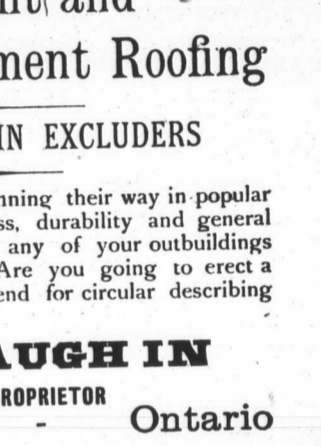 ment Roofing
IN EXCLUDERS
nning their way in popular
ss, durability and general
any of your outbuildings
Are you going to erect a
end for circular describing
AUGH IN
ROPRIETOR
- Ontario